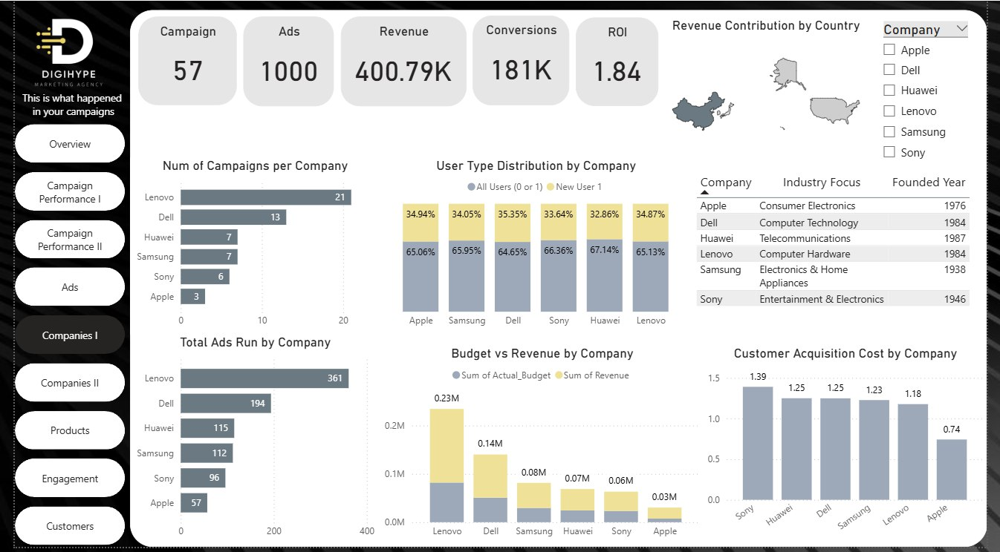 DIGIHYPE
MARKETING AGENCY
This is what happened
in your campaigns
Overview
Campaign
Performance I
Campaign
Performance II
Ads
Companies I
Companies II
Products
Engagement
Customers
Campaign
57
Ads
1000
Revenue
400.79K
Conversions
181K
ROI
1.84
Revenue Contribution by Country
Company
Apple
Dell
Huawei
Lenovo
Samsung
Sony
Num of Campaigns per Company
Lenovo 21
Dell 13
Huawei 7
Samsung 7
Sony 6
Apple 3
0 10 20
User Type Distribution by Company
All Users (0 or 1) New User 1
34.94% 34.05% 35.35% 33.64% 32.86% 34.87%
65.06% 65.95% 64.65% 66.36% 67.14% 65.13%
Apple Samsung Dell Sony Huawei Lenovo
Company Industry Focus Founded Year
Apple Consumer Electronics 1976
Dell Computer Technology 1984
Huawei Telecommunications 1987
Lenovo Computer Hardware 1984
Samsung Electronics & Home 1938
Appliances
Sony Entertainment & Electronics 1946
Total Ads Run by Company
Lenovo 361
Dell 194
Huawei 115
Samsung 112
Sony 96
Apple 57
0 200 400
Budget vs Revenue by Company
Sum of Actual_Budget Sum of Revenue
0.23M
0.2M
0.14M
0.1M
0.08M
0.07M
0.06M
0.03M
0.0M
Lenovo Dell Samsung Huawei Sony Apple
Customer Acquisition Cost by Company
1.5
1.39 1.25 1.25 1.23 1.18
1.0
0.74
0.5
0.0
Sony Huawei Dell Samsung Lenovo Apple